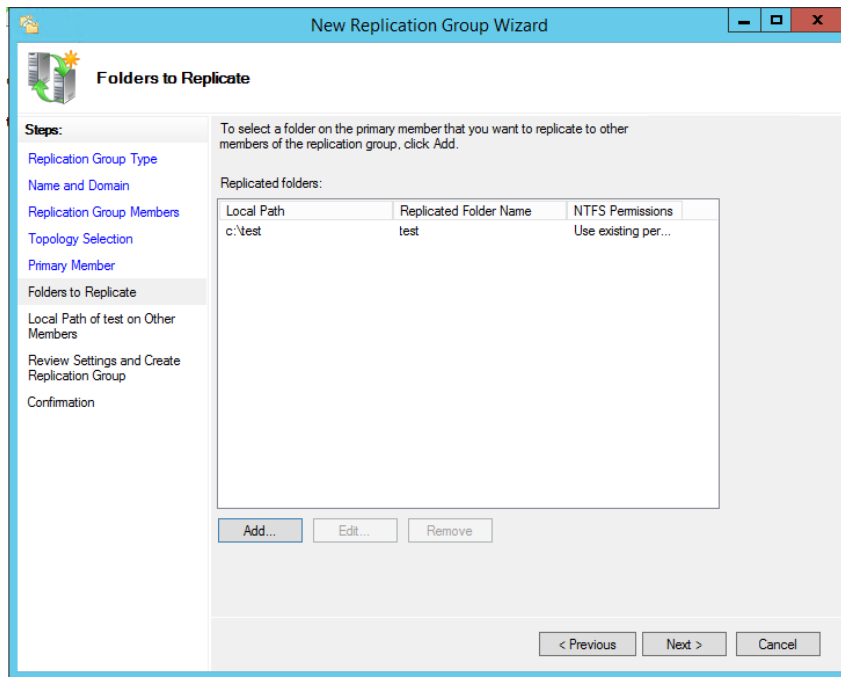 New Replication Group Wizard
Folders to Replicate
Steps:
Replication Group Type
Name and Domain
Replication Group Members
Topology Selection
Primary Member
Folders to Replicate
Local Path of test on Other
Members
Review Settings and Create
Replication Group
Confirmation
To select a folder on the primary member that you want to replicate to other
members of the replication group, click Add.
Replicated folders:
Local Path Replicated Folder Name NTFS Permissions
c:\test test Use existing per...
Add... Edit... Remove
< Previous Next > Cancel